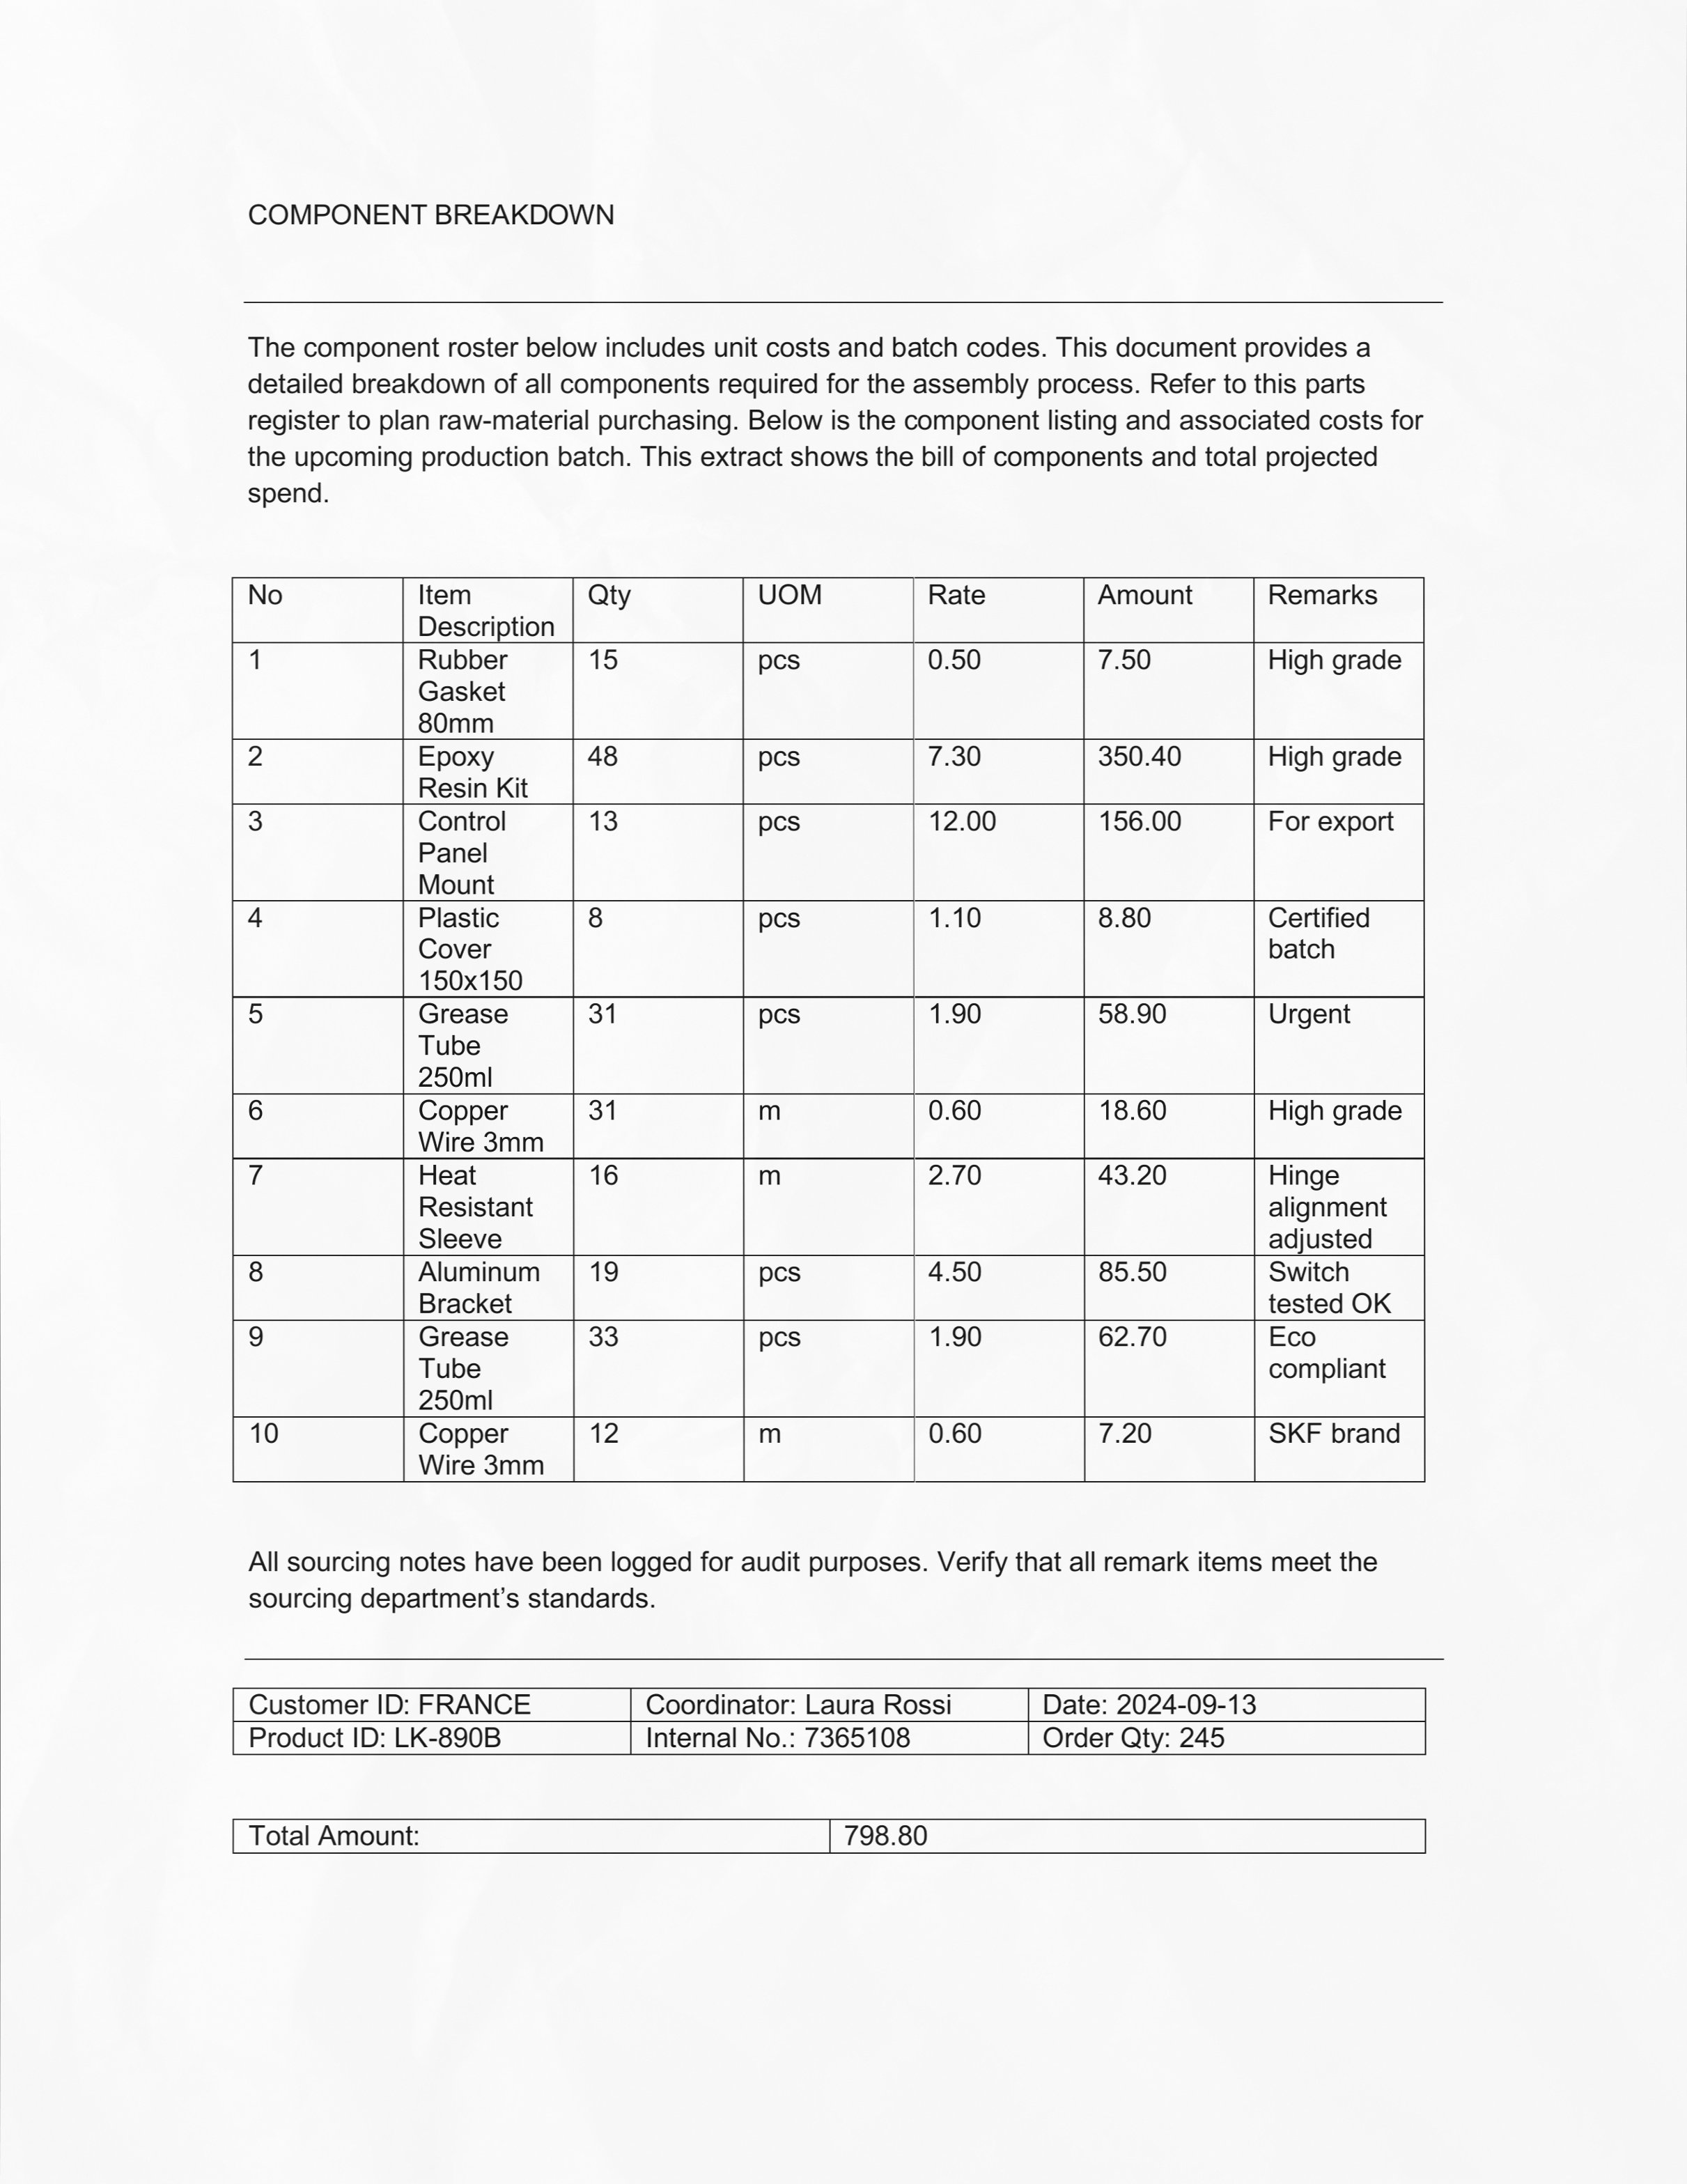 COMPONENT BREAKDOWN
The component roster below includes unit costs and batch codes. This document provides a
detailed breakdown of all components required for the assembly process. Refer to this parts
register to plan raw-material purchasing. Below is the component listing and associated costs for
the upcoming production batch. This extract shows the bill of components and total projected
spend.
No Item Description Qty UOM Rate Amount Remarks
1 Rubber Gasket 80mm 15 pcs 0.50 7.50 High grade
2 Epoxy Resin Kit 48 pcs 7.30 350.40 High grade
3 Control Panel Mount 13 pcs 12.00 156.00 For export
4 Plastic Cover 150x150 8 pcs 1.10 8.80 Certified batch
5 Grease Tube 250ml 31 pcs 1.90 58.90 Urgent
6 Copper Wire 3mm 31 m 0.60 18.60 High grade
7 Heat Resistant Sleeve 16 m 2.70 43.20 Hinge alignment adjusted
8 Aluminum Bracket 19 pcs 4.50 85.50 Switch tested OK
9 Grease Tube 250ml 33 pcs 1.90 62.70 Eco compliant
10 Copper Wire 3mm 12 m 0.60 7.20 SKF brand
All sourcing notes have been logged for audit purposes. Verify that all remark items meet the
sourcing department’s standards.
Customer ID: FRANCE Coordinator: Laura Rossi Date: 2024-09-13
Product ID: LK-890B Internal No.: 7365108 Order Qty: 245
Total Amount: 798.80